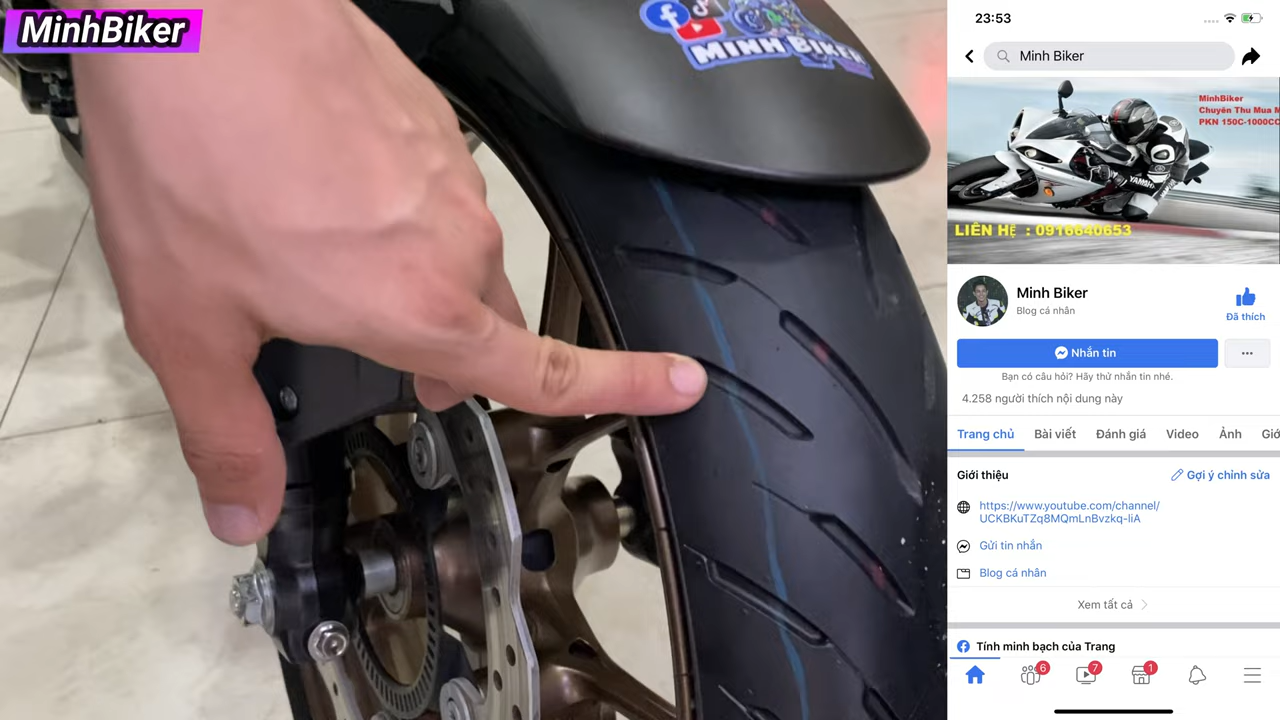 MinhBiker
MINH BIKER
23:53
Minh Biker
MinhBiker
Chuyên Thu Mua M
PKN 150C-1000CC
YAMAHA
LIÊN HỆ : 0916640653
Minh Biker
Blog cá nhân
Đã thích
Nhắn tin
Bạn có câu hỏi? Hãy thử nhắn tin nhé.
4.258 người thích nội dung này
Trang chủ Bài viết Đánh giá Video Ảnh Giớ
Giới thiệu
Gợi ý chỉnh sửa
https://www.youtube.com/channel/
UCKBKuTZq8MQmLnBvzkq-liA
Gửi tin nhắn
Blog cá nhân
Xem tất cả
Tính minh bạch của Trang
6 7 1